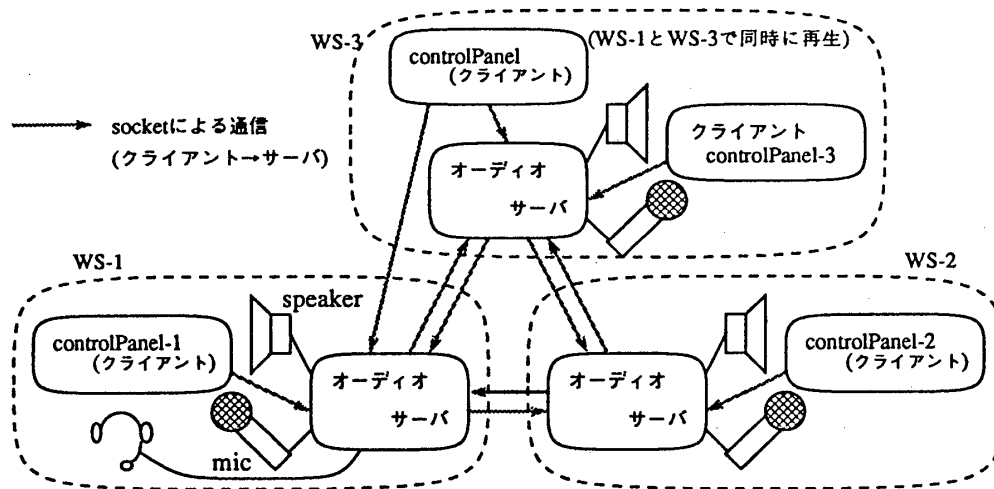 WS-3
controlPanel
(クライアント)
(WS-1とWS-3で同時に再生)
socketによる通信
(クライアント→サーバ)
クライアント
controlPanel-3
オーディオ
サーバ
WS-1
WS-2
speaker
controlPanel-1
(クライアント)
オーディオ
サーバ
mic
オーディオ
サーバ
controlPanel-2
(クライアント)